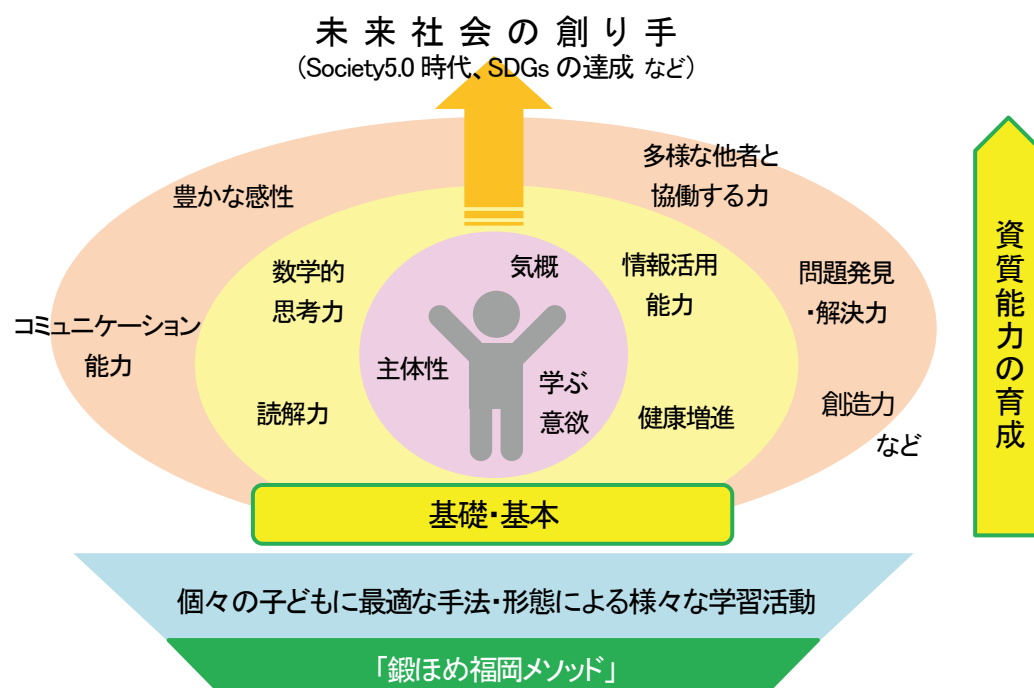 未来社会の創り手
(Society5.0 時代、SDGs の達成 など)
豊かな感性
多様な他者と
協働する力
数学的
思考力
気概
情報活用
能力
問題発見
・解決力
コミュニケーション
能力
主体性
学ぶ
意欲
読解力
健康増進
創造力
など
基礎・基本
個々の子どもに最適な手法・形態による様々な学習活動
「鍛ほめ福岡メソッド」
資質能力の育成